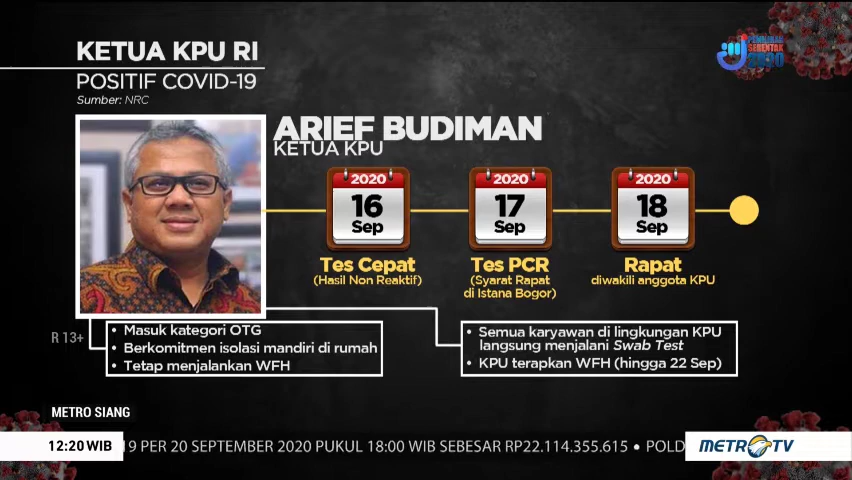 KETUA KPU RI
POSITIF COVID-19
Sumber: NRC
PEMILIHAN
SERENTAK
2020
ARIEF BUDIMAN
KETUA KPU
2020
16
Sep
Tes Cepat
(Hasil Non Reaktif)
2020
17
Sep
Tes PCR
(Syarat Rapat
di Istana Bogor)
2020
18
Sep
Rapat
diwakili anggota KPU
R 13+
• Masuk kategori OTG
• Berkomitmen isolasi mandiri di rumah
• Tetap menjalankan WFH
• Semua karyawan di lingkungan KPU
langsung menjalani Swab Test
• KPU terapkan WFH (hingga 22 Sep)
METRO SIANG
12:20 WIB
19 PER 20 SEPTEMBER 2020 PUKUL 18:00 WIB SEBESAR RP22.114.355.615 • POLD
METRO TV